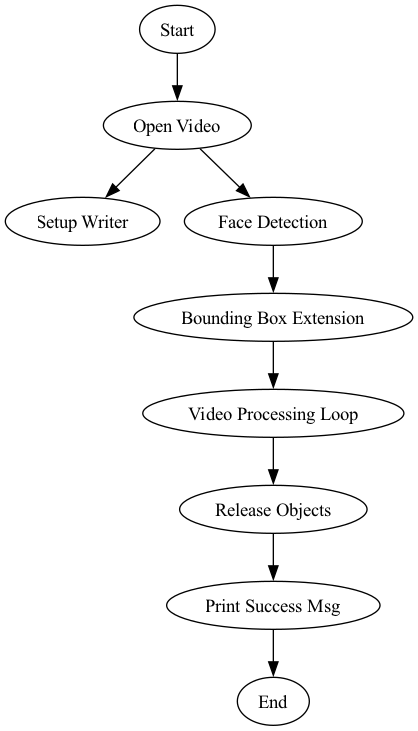 Start
Open Video
Setup Writer
Face Detection
Bounding Box Extension
Video Processing Loop
Release Objects
Print Success Msg
End